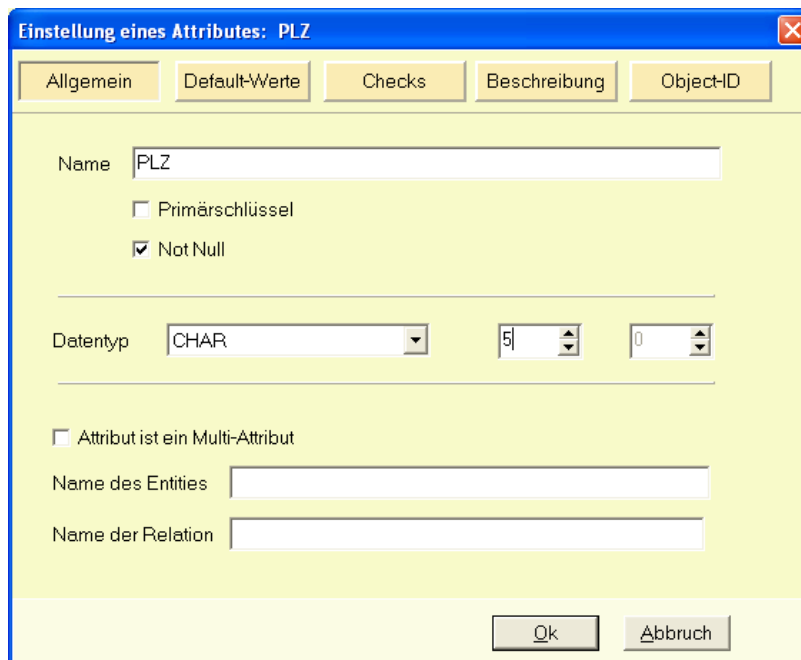 Einstellung eines Attributes: PLZ
Allgemein Default-Werte Checks Beschreibung Object-ID
Name PLZ
Primärschlüssel
Not Null
Datentyp CHAR 5 0
Attribut ist ein Multi-Attribut
Name des Entities
Name der Relation
Ok Abbruch